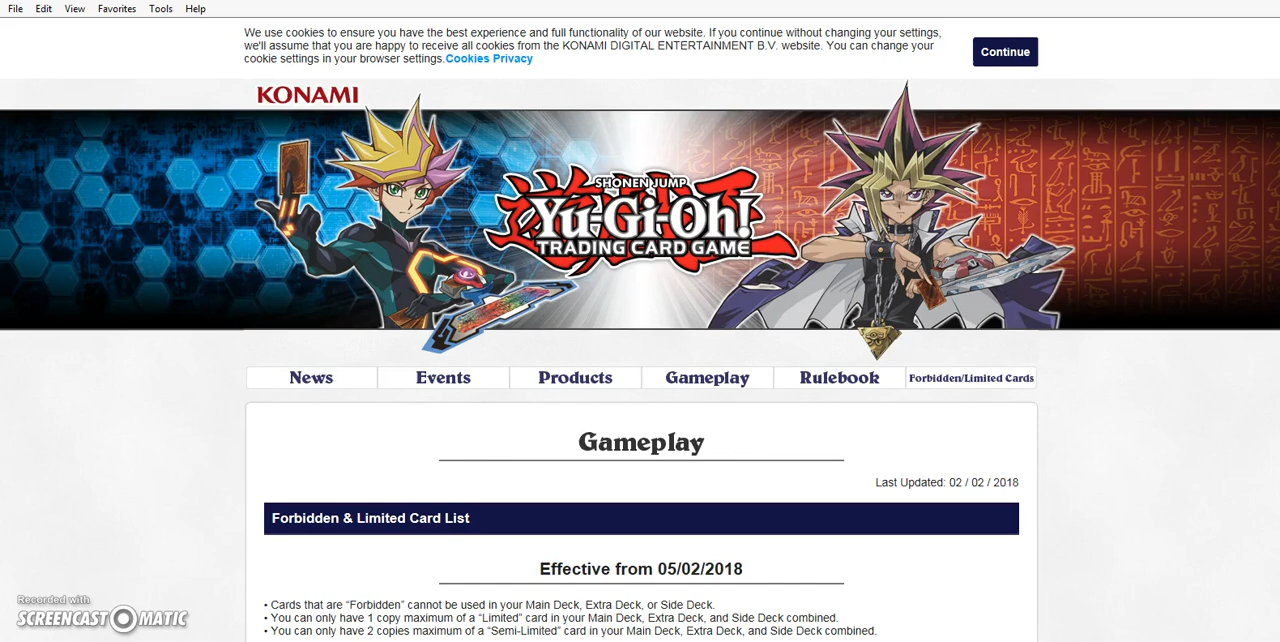 File Edit View Favorites Tools Help
We use cookies to ensure you have the best experience and full functionality of our website. If you continue without changing your settings,
we'll assume that you are happy to receive all cookies from the KONAMI DIGITAL ENTERTAINMENT B.V. website. You can change your
cookie settings in your browser settings.Cookies Privacy
Continue
KONAMI
SHONEN JUMP
Yu-Gi-Oh!
TRADING CARD GAME
News Events Products Gameplay Rulebook Forbidden/Limited Cards
Gameplay
Last Updated: 02 / 02 / 2018
Forbidden & Limited Card List
Effective from 05/02/2018
• Cards that are “Forbidden” cannot be used in your Main Deck, Extra Deck, or Side Deck.
• You can only have 1 copy maximum of a “Limited” card in your Main Deck, Extra Deck, and Side Deck combined.
• You can only have 2 copies maximum of a “Semi-Limited” card in your Main Deck, Extra Deck, and Side Deck combined.
Recorded with
SCREENCAST-O-MATIC